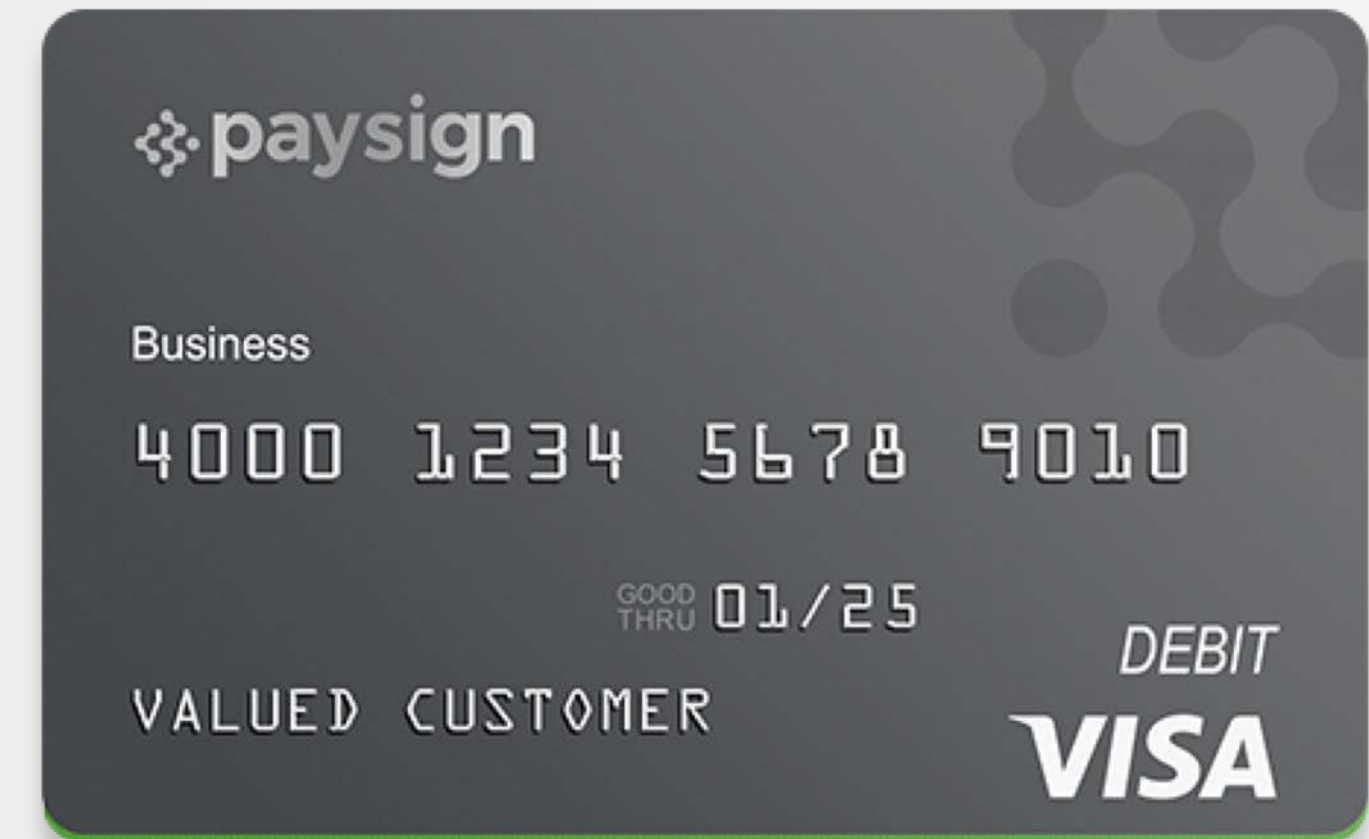 paysign
Business
4000 1234 5678 9010
GOOD THRU 01/25
DEBIT
VALUED CUSTOMER
VISA